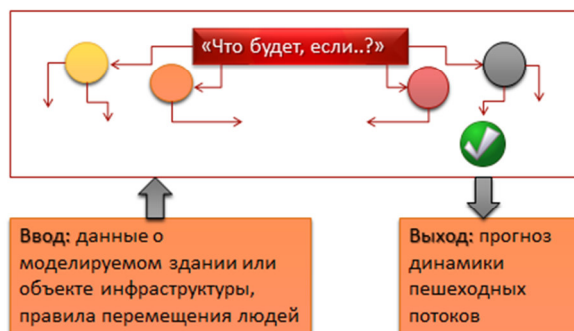 «Что будет, если..?»
Ввод: данные о
моделируемом здании или
объекте инфраструктуры,
правила перемещения людей
Выход: прогноз
динамики
пешеходных
потоков